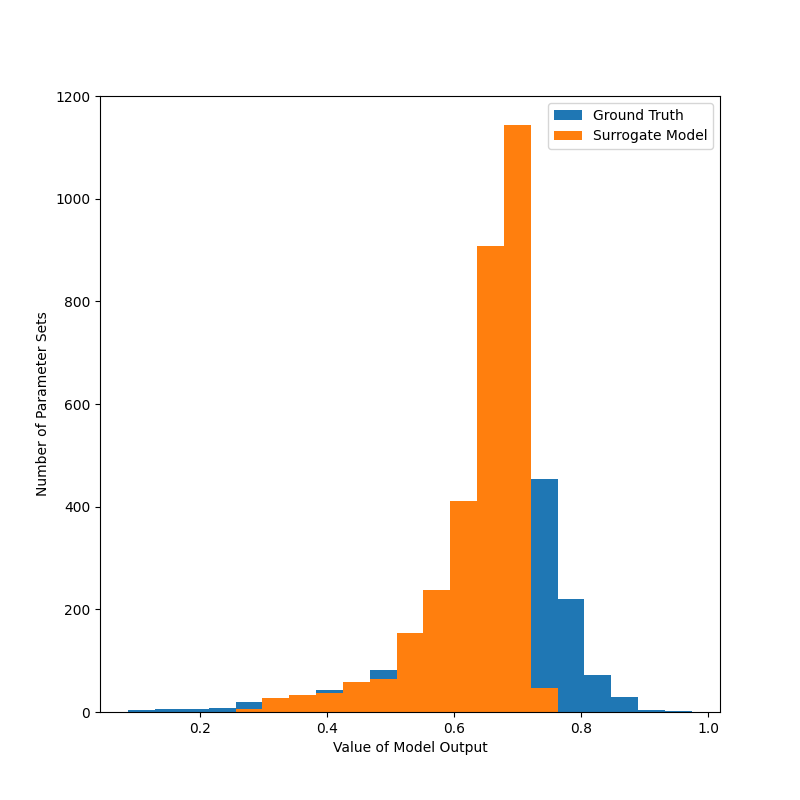 1200
1000
800
600
400
200
0
0.2 0.4 0.6 0.8 1.0
Number of Parameter Sets
Value of Model Output
Ground Truth
Surrogate Model